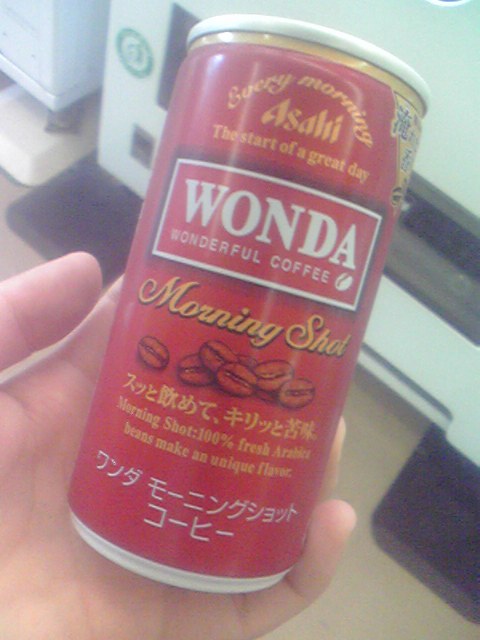 Every morning
Asahi
The start of a great day
WONDA
WONDERFUL COFFEE
Morning Shot
スッと飲めて、キリッと苦味。
Morning Shot:100% fresh Arabica
beans make an unique flavor.
ワンダ モーニングショット
コーヒー